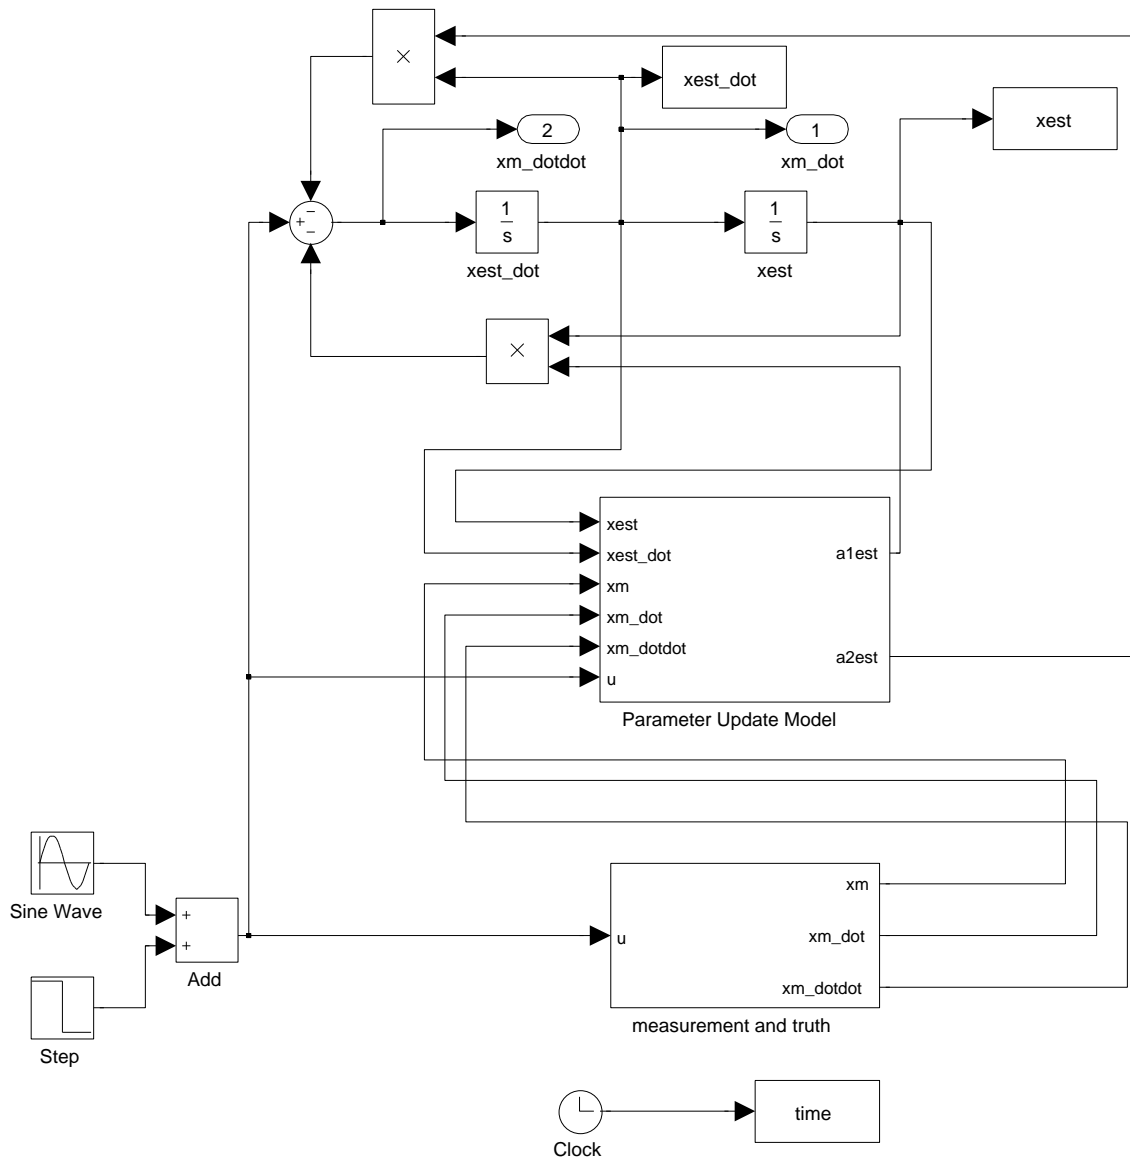 ×
xest_dot
xest
2
xm_dotdot
1
xm_dot
−
+
−
1
s
xest_dot
1
s
xest
×
xest
xest_dot
xm
xm_dot
xm_dotdot
u
a1est
a2est
Parameter Update Model
Sine Wave
+
+
Add
Step
u
xm
xm_dot
xm_dotdot
measurement and truth
Clock
time